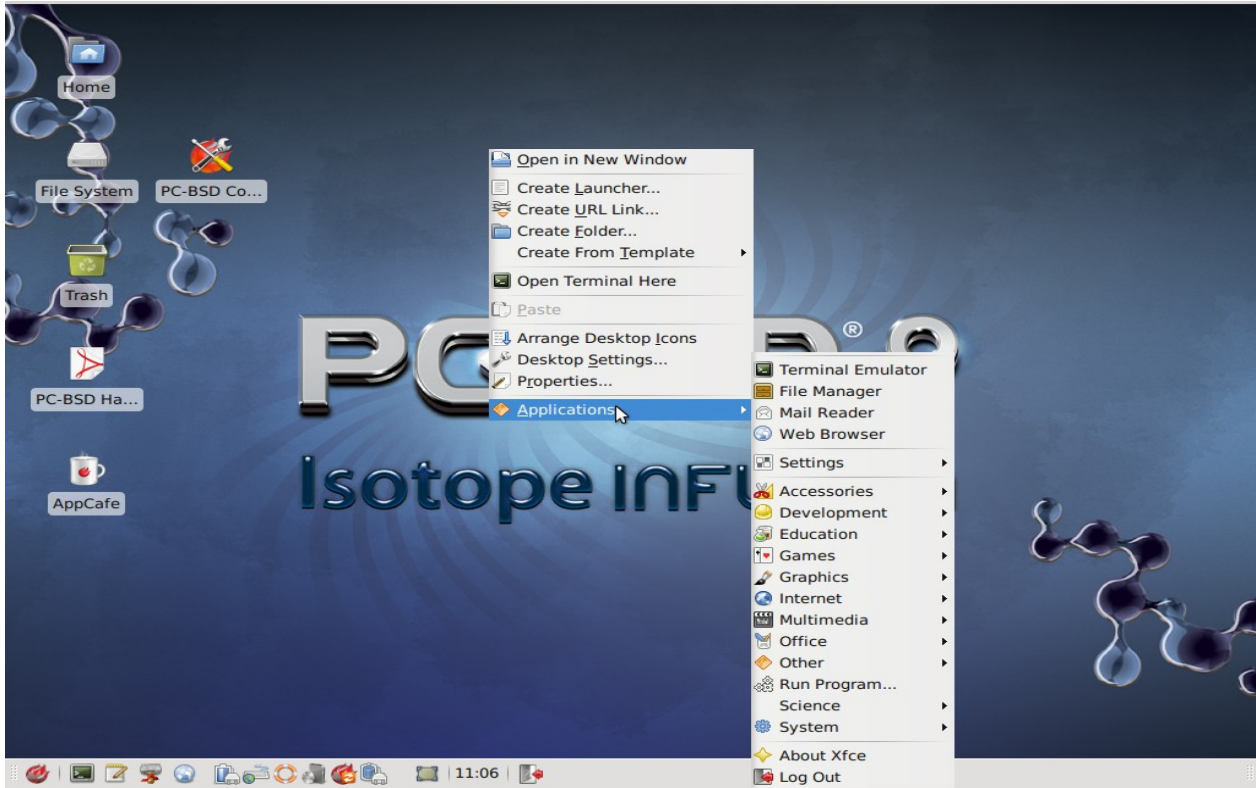 Home
File System
PC-BSD Co...
Trash
PC-BSD Ha...
AppCafe
PC
®
9
Isotope INFU
Open in New Window
Create Launcher...
Create URL Link...
Create Folder...
Create From Template
Open Terminal Here
Paste
Arrange Desktop Icons
Desktop Settings...
Properties...
Applications
Terminal Emulator
File Manager
Mail Reader
Web Browser
Settings
Accessories
Development
Education
Games
Graphics
Internet
Multimedia
Office
Other
Run Program...
Science
System
About Xfce
Log Out
11:06